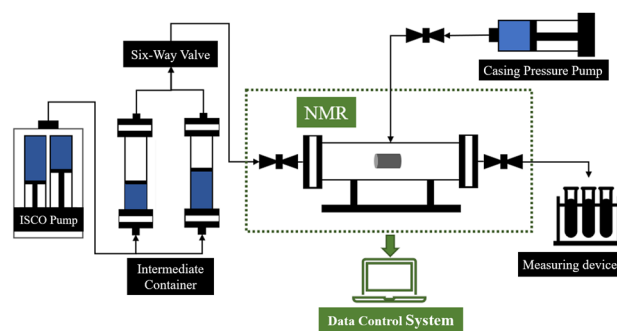 Six-Way Valve
Casing Pressure Pump
NMR
ISCO Pump
Intermediate
Container
Measuring device
Data Control System